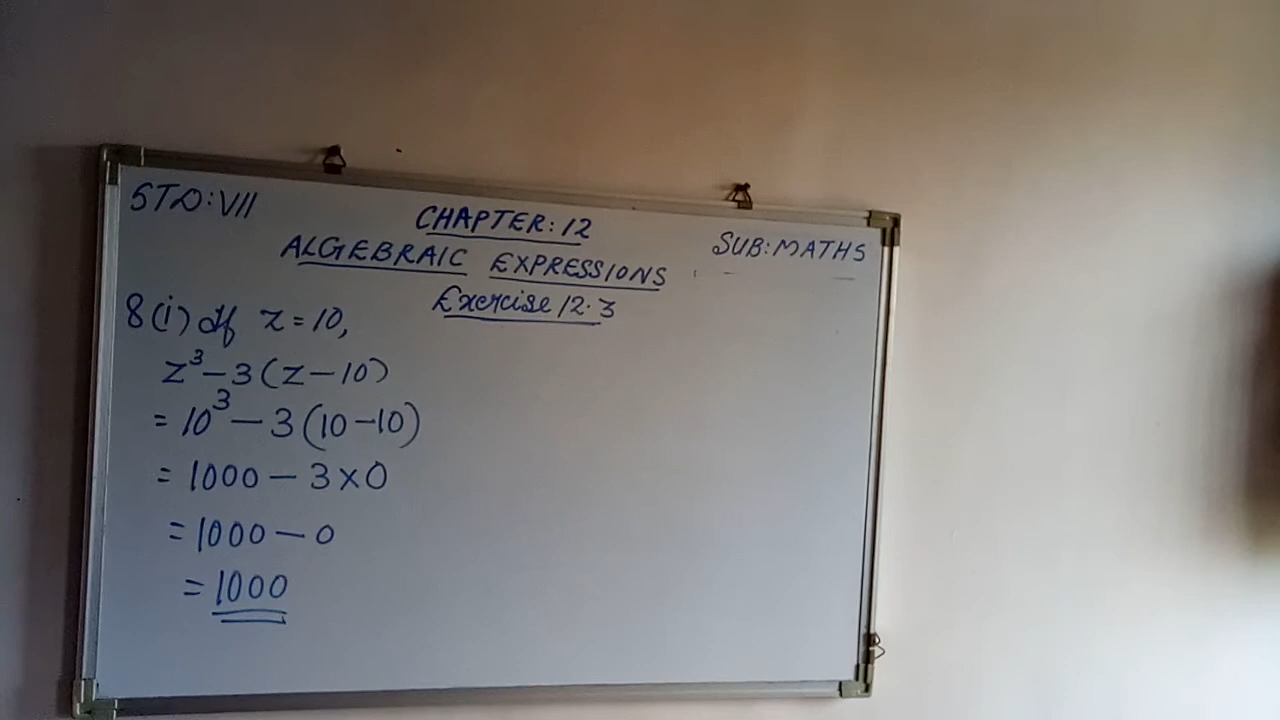 STD:VII
CHAPTER:12
SUB:MATHS
ALGEBRAIC EXPRESSIONS
Exercise 12.3
8(i) If z=10,
z³-3(z-10)
=10³-3(10-10)
=1000-3×0
=1000-0
=1000